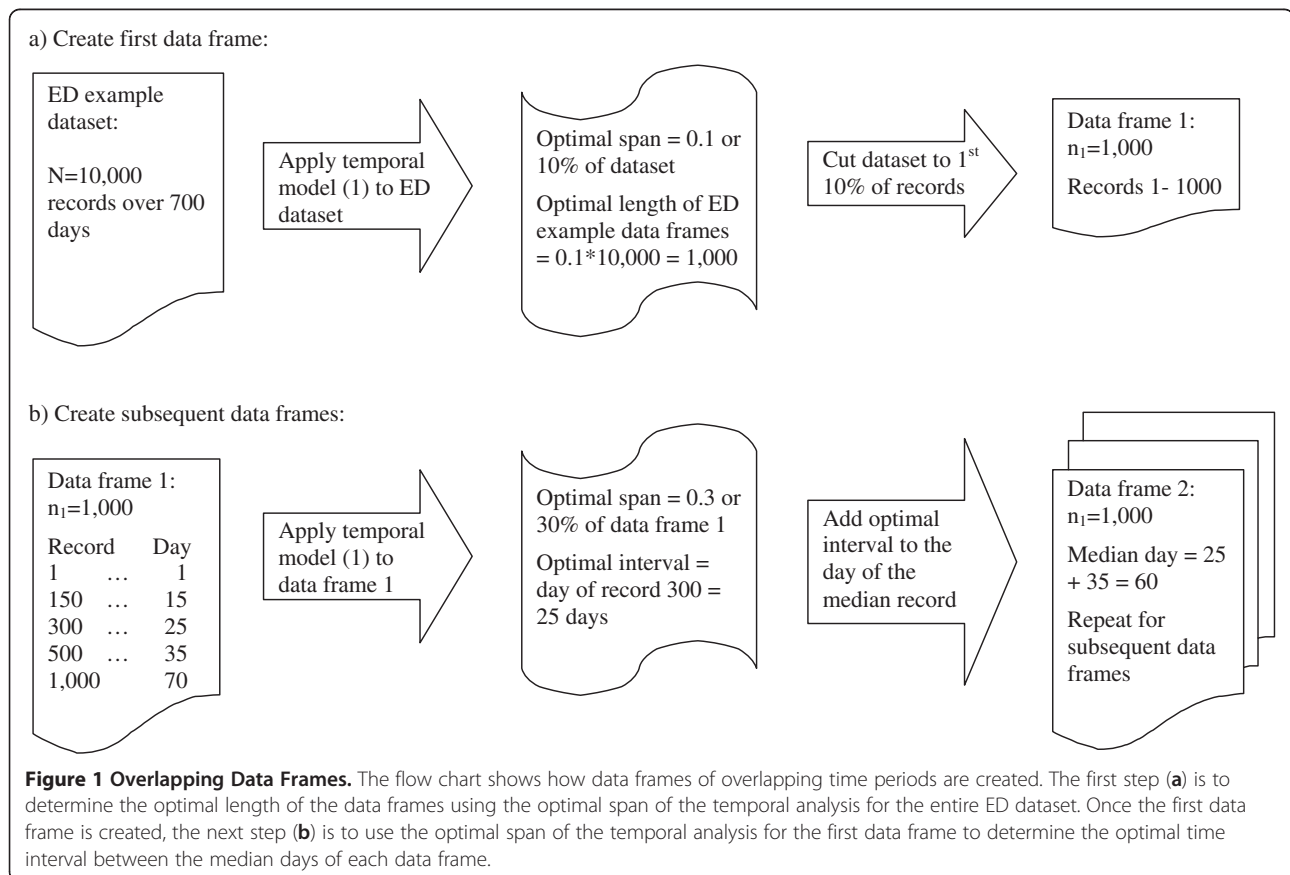 a) Create first data frame:
ED example
dataset:
N=10,000
records over 700
days
Apply temporal
model (1) to ED
dataset
Optimal span = 0.1 or
10% of dataset
Optimal length of ED
example data frames
= 0.1*10,000 = 1,000
Cut dataset to 1st
10% of records
Data frame 1:
n1=1,000
Records 1- 1000
b) Create subsequent data frames:
Data frame 1:
n1=1,000
Record Day
1 … 1
150 … 15
300 … 25
500 … 35
1,000 70
Apply temporal
model (1) to
data frame 1
Optimal span = 0.3 or
30% of data frame 1
Optimal interval =
day of record 300 =
25 days
Add optimal
interval to the
day of the
median record
Data frame 2:
n1=1,000
Median day = 25
+ 35 = 60
Repeat for
subsequent data
frames
Figure 1 Overlapping Data Frames. The flow chart shows how data frames of overlapping time periods are created. The first step (a) is to
determine the optimal length of the data frames using the optimal span of the temporal analysis for the entire ED dataset. Once the first data
frame is created, the next step (b) is to use the optimal span of the temporal analysis for the first data frame to determine the optimal time
interval between the median days of each data frame.